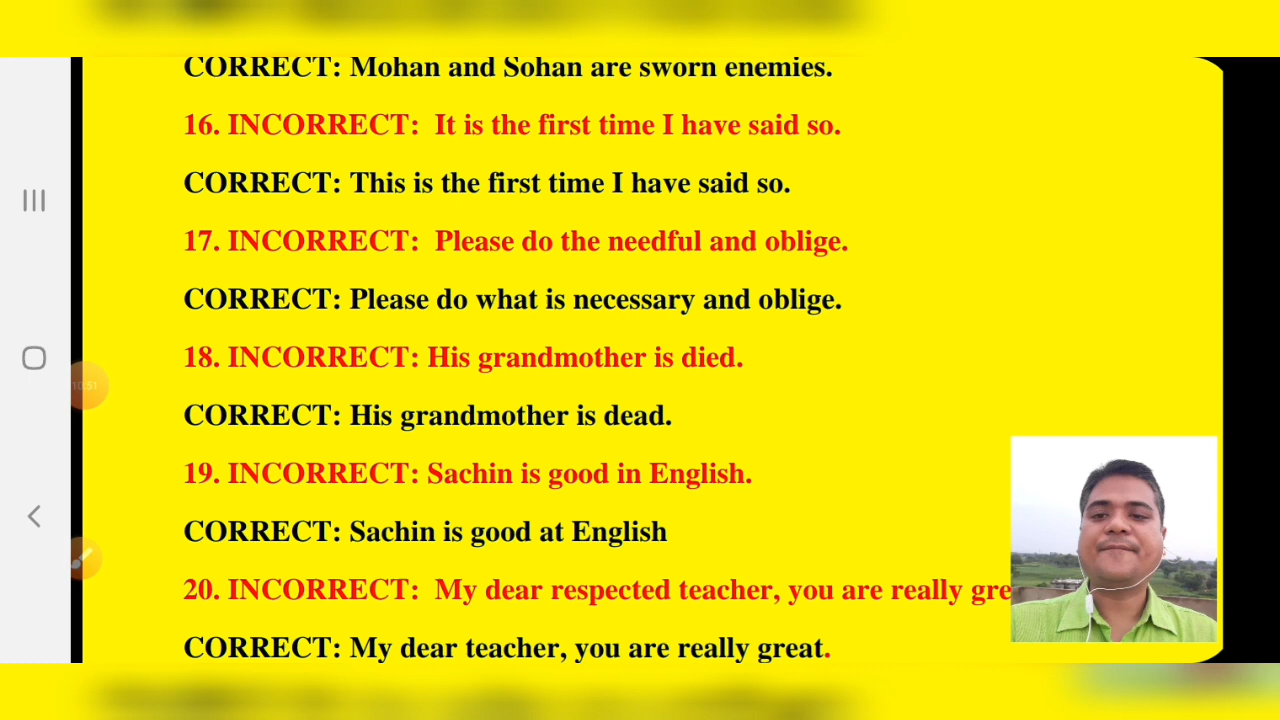 CORRECT: Mohan and Sohan are sworn enemies.
16. INCORRECT: It is the first time I have said so.
CORRECT: This is the first time I have said so.
17. INCORRECT: Please do the needful and oblige.
CORRECT: Please do what is necessary and oblige.
18. INCORRECT: His grandmother is died.
10:51
CORRECT: His grandmother is dead.
19. INCORRECT: Sachin is good in English.
CORRECT: Sachin is good at English
20. INCORRECT: My dear respected teacher, you are really gre
CORRECT: My dear teacher, you are really great.